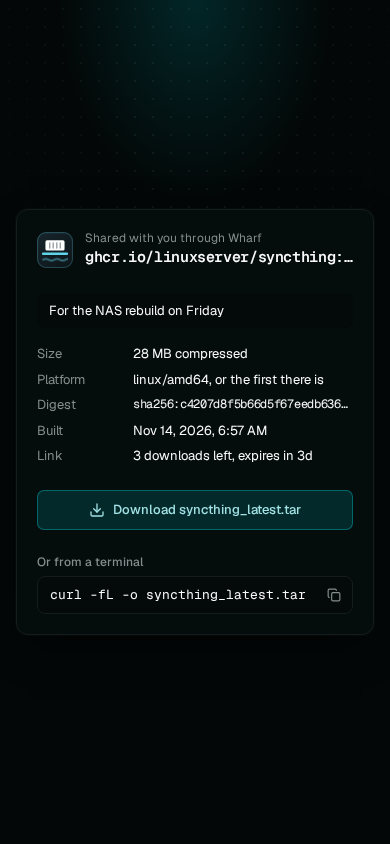 Shared with you through Wharf
ghcr.io/linuxserver/syncthing:…
For the NAS rebuild on Friday
Size 28 MB compressed
Platform linux/amd64, or the first there is
Digest sha256:c4207d8f5b66d5f67eedb636…
Built Nov 14, 2026, 6:57 AM
Link 3 downloads left, expires in 3d
Download syncthing_latest.tar
Or from a terminal
curl -fL -o syncthing_latest.tar